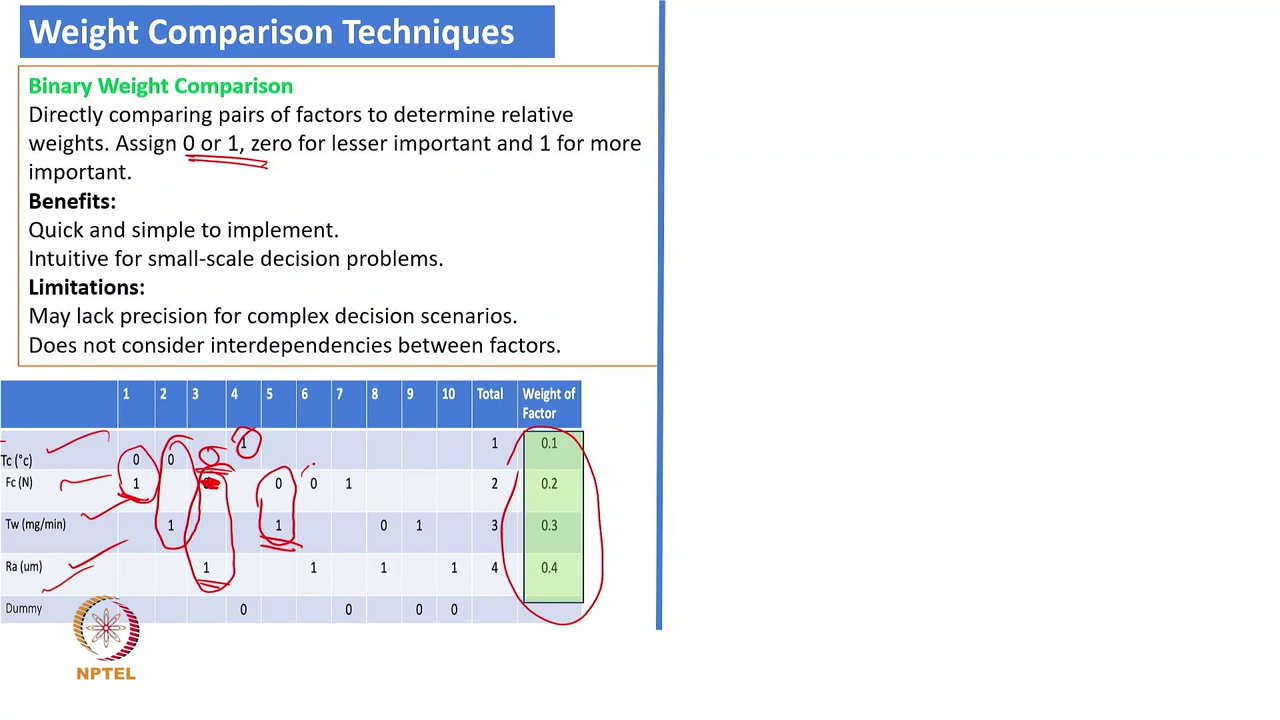 Weight Comparison Techniques
Binary Weight Comparison
Directly comparing pairs of factors to determine relative
weights. Assign 0 or 1, zero for lesser important and 1 for more
important.
Benefits:
Quick and simple to implement.
Intuitive for small-scale decision problems.
Limitations:
May lack precision for complex decision scenarios.
Does not consider interdependencies between factors.
1 2 3 4 5 6 7 8 9 10 Total Weight of
Factor
Tc (°c) 0 0 0 1 1 0.1
Fc (N) 1 0 0 1 2 0.2
Tw (mg/min) 1 1 0 1 3 0.3
Ra (um) 1 1 1 1 4 0.4
Dummy 0 0 0 0
NPTEL